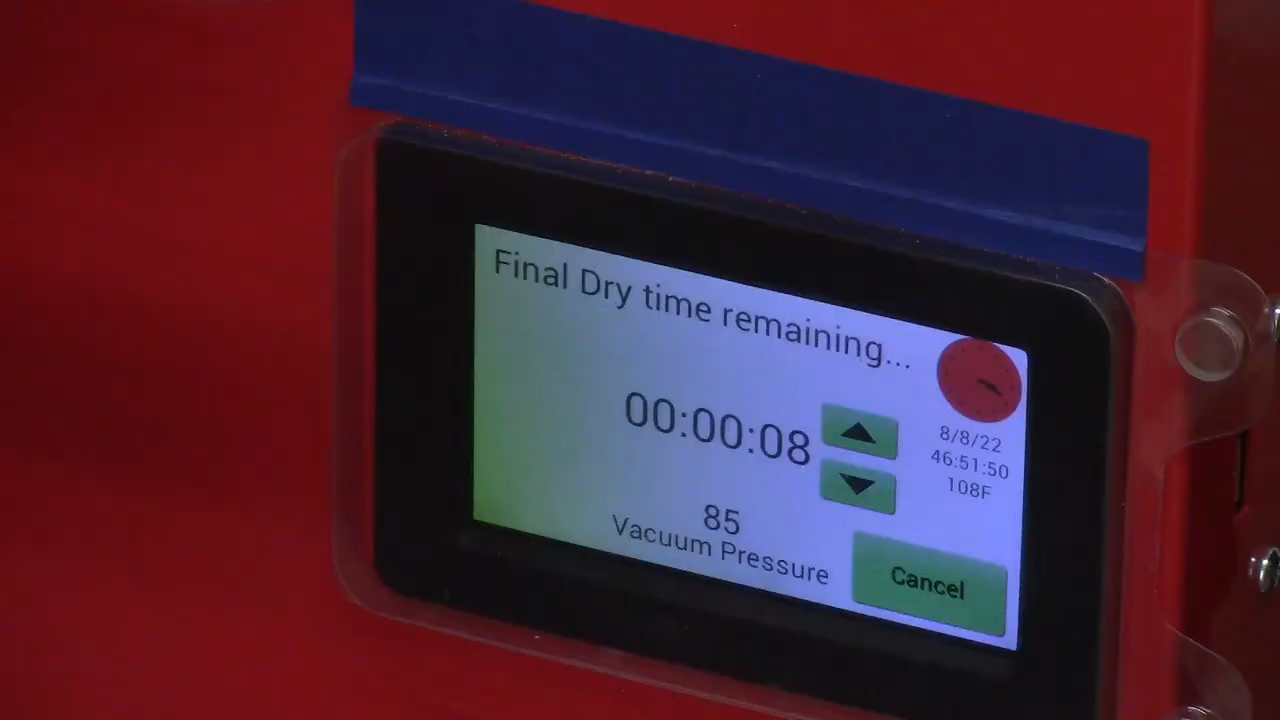 Final Dry time remaining...
00:00:08
8/8/22
46:51:50
108F
85
Vacuum Pressure
Cancel